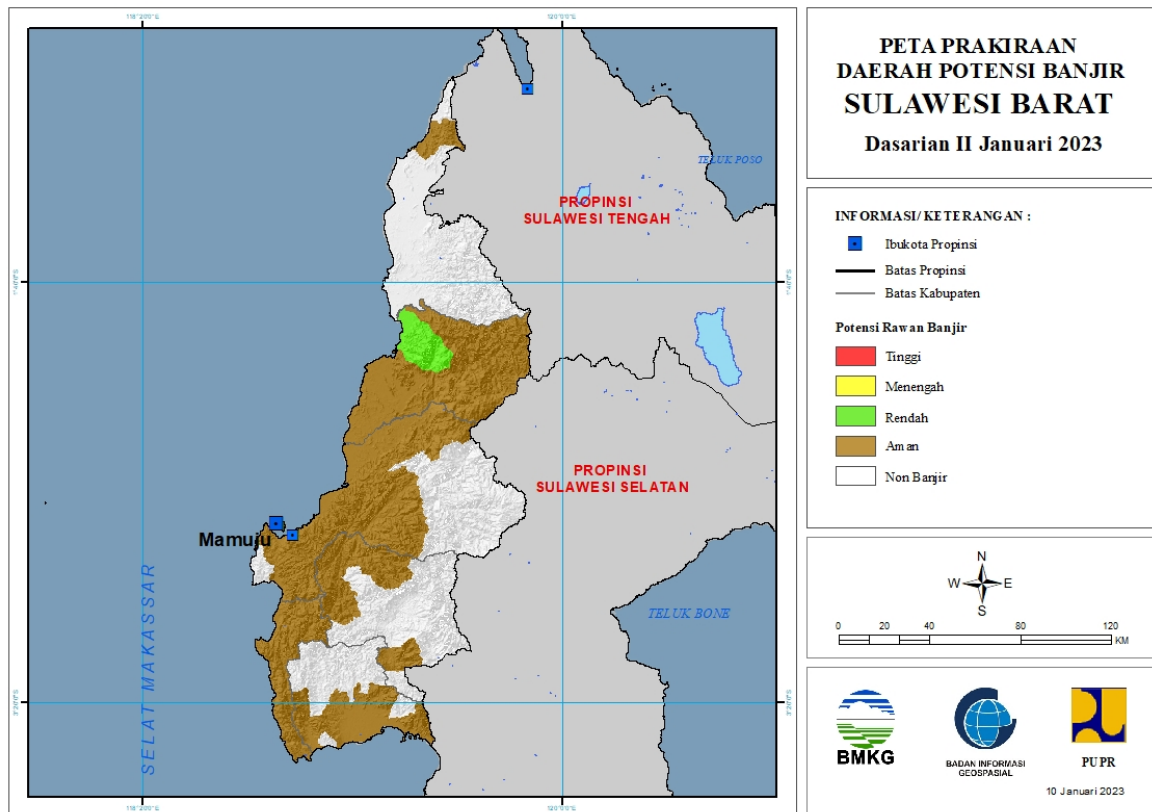 PETA PRAKIRAAN
DAERAH POTENSI BANJIR
SULAWESI BARAT
Dasarian II Januari 2023
INFORMASI/ KETERANGAN :
Ibukota Propinsi
Batas Propinsi
Batas Kabupaten
Potensi Rawan Banjir
Tinggi
Menengah
Rendah
Aman
Non Banjir
N
W E
S
0 20 40 80 120
KM
BMKG
BADAN INFORMASI
GEOSPASIAL
PUPR
10 Januari 2023
TELUK POSO
PROPINSI
SULAWESI TENGAH
PROPINSI
SULAWESI SELATAN
Mamuju
SELAT MAKASSAR
TELUK BONE